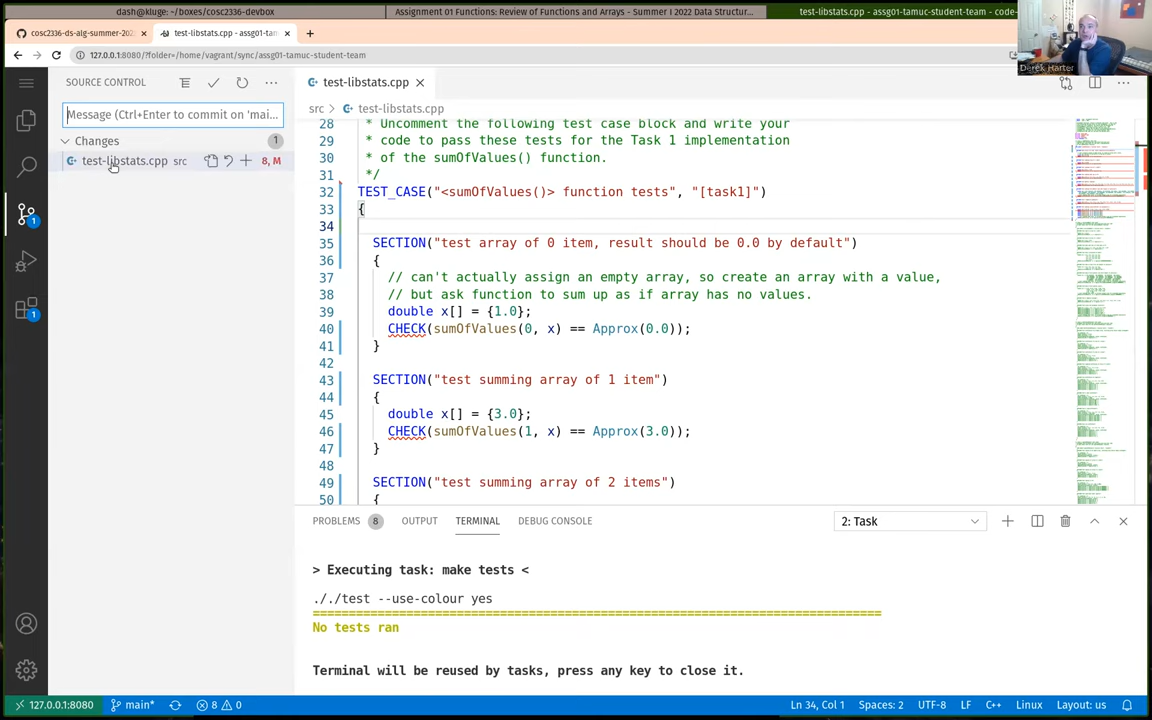 dash@kluge: ~/boxes/cosc2336-devbox
Assignment 01 Functions: Review of Functions and Arrays - Summer I 2022 Data Structur...
test-libstats.cpp - assg01-tamuc-student-team - code-
cosc2336-ds-alg-summer-202
test-libstats.cpp - assg01-tam
127.0.0.1:8080/?folder=/home/vagrant/sync/assg01-tamuc-student-team
Derek Harter
SOURCE CONTROL
Message (Ctrl+Enter to commit on 'mai...
Changes
1
test-libstats.cpp src
8, M
1
1
test-libstats.cpp
src > test-libstats.cpp
28 * Uncomment the following test case block and write your
29 * code to pass these tests for the Task 1 implementation
30 * of the sumOfValues() function.
31 */
32 TEST_CASE("<sumOfValues()> function tests", "[task1]")
33 {
34
35 SECTION("test array of 0 item, result should be 0.0 by default")
36 {
37 // can't actually assign an empty array, so create an array with a value,
38 // but ask function to sum up as if array has no values.
39 double x[] = {1.0};
40 CHECK(sumOfValues(0, x) == Approx(0.0));
41 }
42
43 SECTION("test summing array of 1 item")
44 {
45 double x[] = {3.0};
46 CHECK(sumOfValues(1, x) == Approx(3.0));
47 }
48
49 SECTION("test summing array of 2 items")
50 {
PROBLEMS 8 OUTPUT TERMINAL DEBUG CONSOLE
2: Task
> Executing task: make tests <
././test --use-colour yes
===============================================================================
No tests ran
Terminal will be reused by tasks, press any key to close it.
127.0.0.1:8080
main*
8 0
Ln 34, Col 1
Spaces: 2
UTF-8
LF
C++
Linux
Layout: us